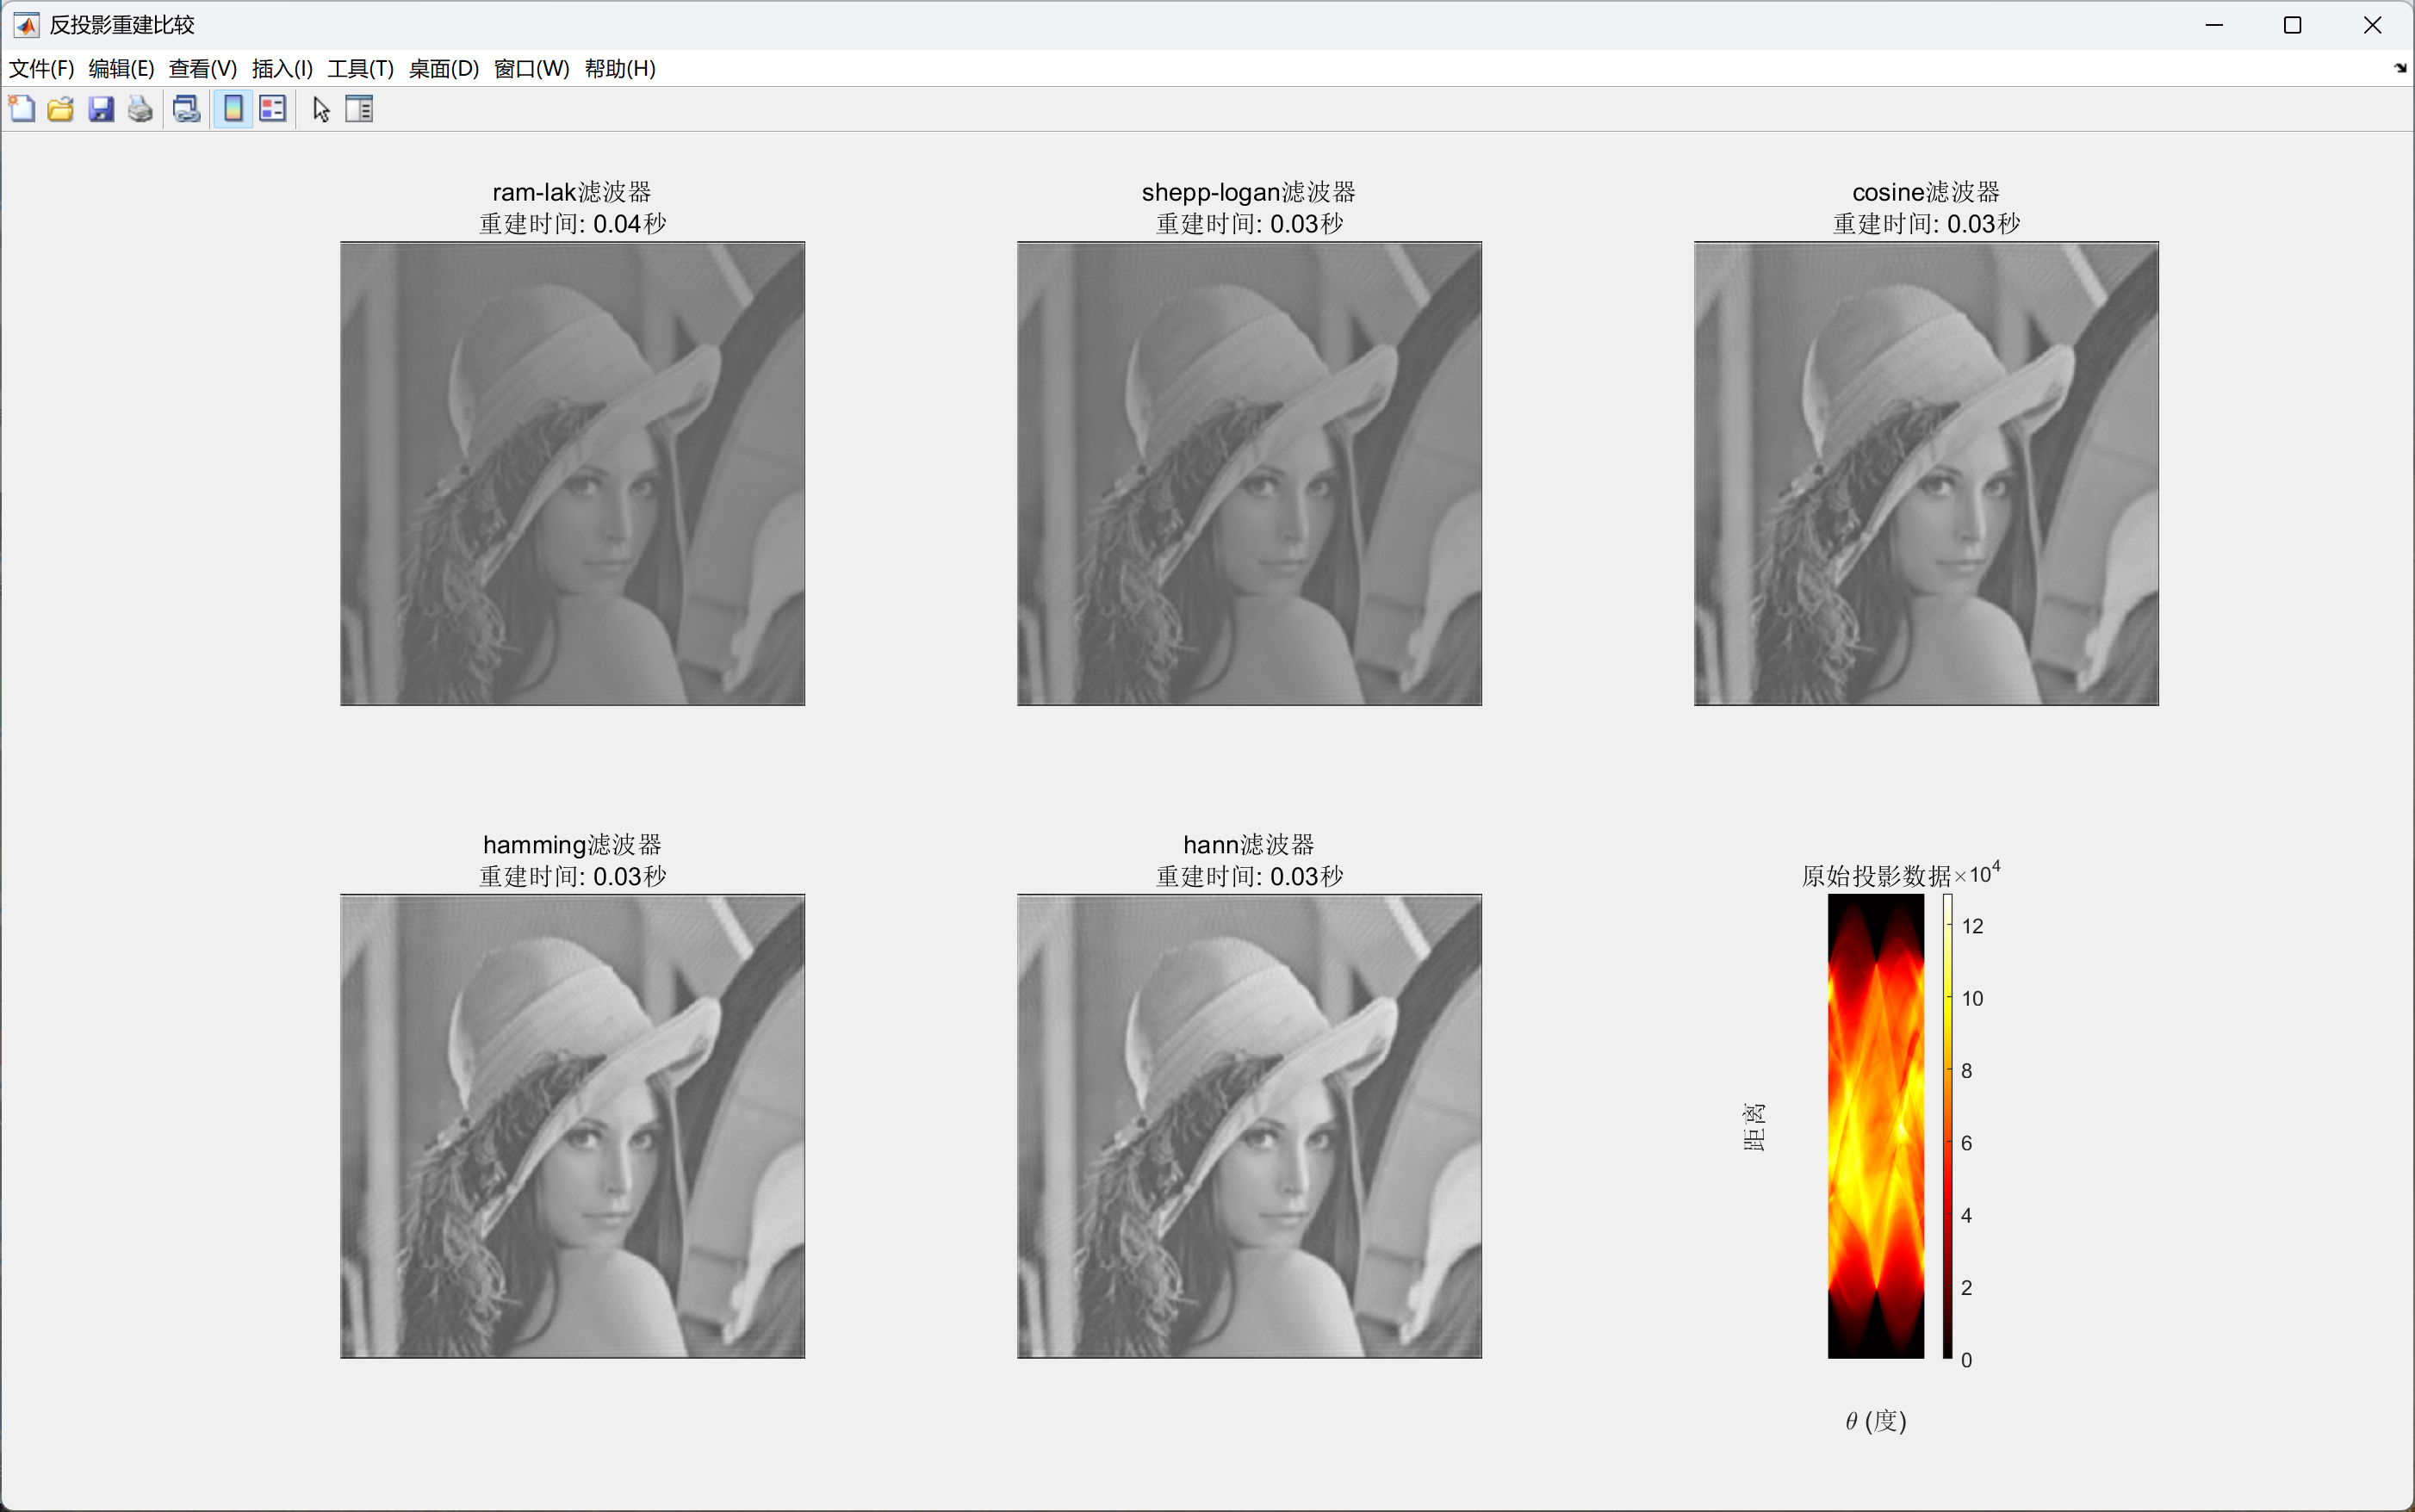 反投影重建比较
文件(F) 编辑(E) 查看(V) 插入(I) 工具(T) 桌面(D) 窗口(W) 帮助(H)
ram-lak滤波器
重建时间: 0.04秒
shepp-logan滤波器
重建时间: 0.03秒
cosine滤波器
重建时间: 0.03秒
hamming滤波器
重建时间: 0.03秒
hann滤波器
重建时间: 0.03秒
原始投影数据×10⁴
12
10
8
6
4
2
0
距离
θ (度)